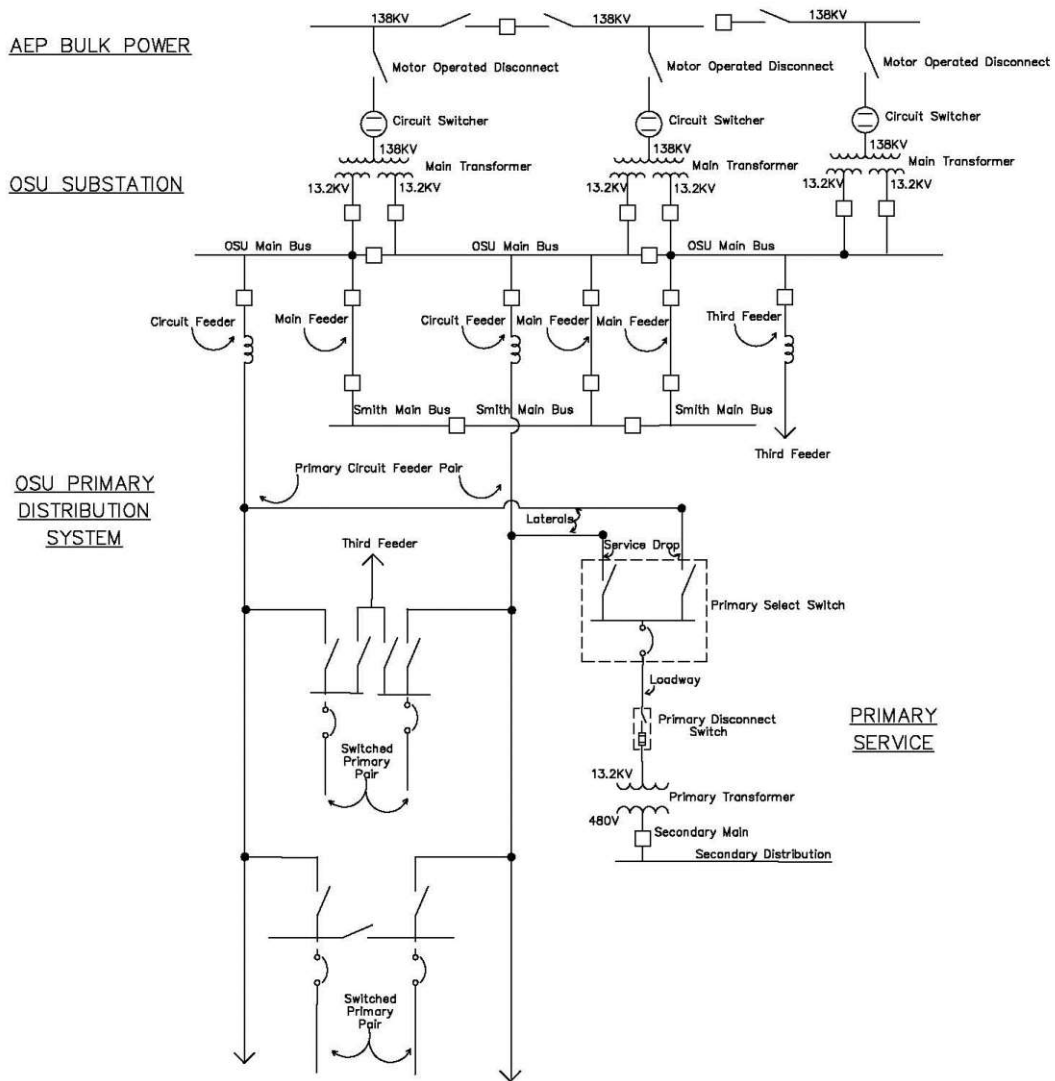 138KV
138KV
138KV
AEP BULK POWER
Motor Operated Disconnect
Motor Operated Disconnect
Motor Operated Disconnect
Circuit Switcher
Circuit Switcher
Circuit Switcher
138KV
138KV
138KV
Main Transformer
Main Transformer
Main Transformer
OSU SUBSTATION
13.2KV
13.2KV
13.2KV
13.2KV
13.2KV
13.2KV
OSU Main Bus
OSU Main Bus
OSU Main Bus
Circuit Feeder
Main Feeder
Circuit Feeder
Main Feeder
Main Feeder
Third Feeder
Smith Main Bus
Smith Main Bus
Smith Main Bus
Third Feeder
Primary Circuit Feeder Pair
OSU PRIMARY
DISTRIBUTION
SYSTEM
Laterals
Third Feeder
Service Drop
Primary Select Switch
Loadway
Primary Disconnect
Switch
PRIMARY
SERVICE
Switched
Primary
Pair
13.2KV
Primary Transformer
480V
Secondary Main
Secondary Distribution
Switched
Primary
Pair